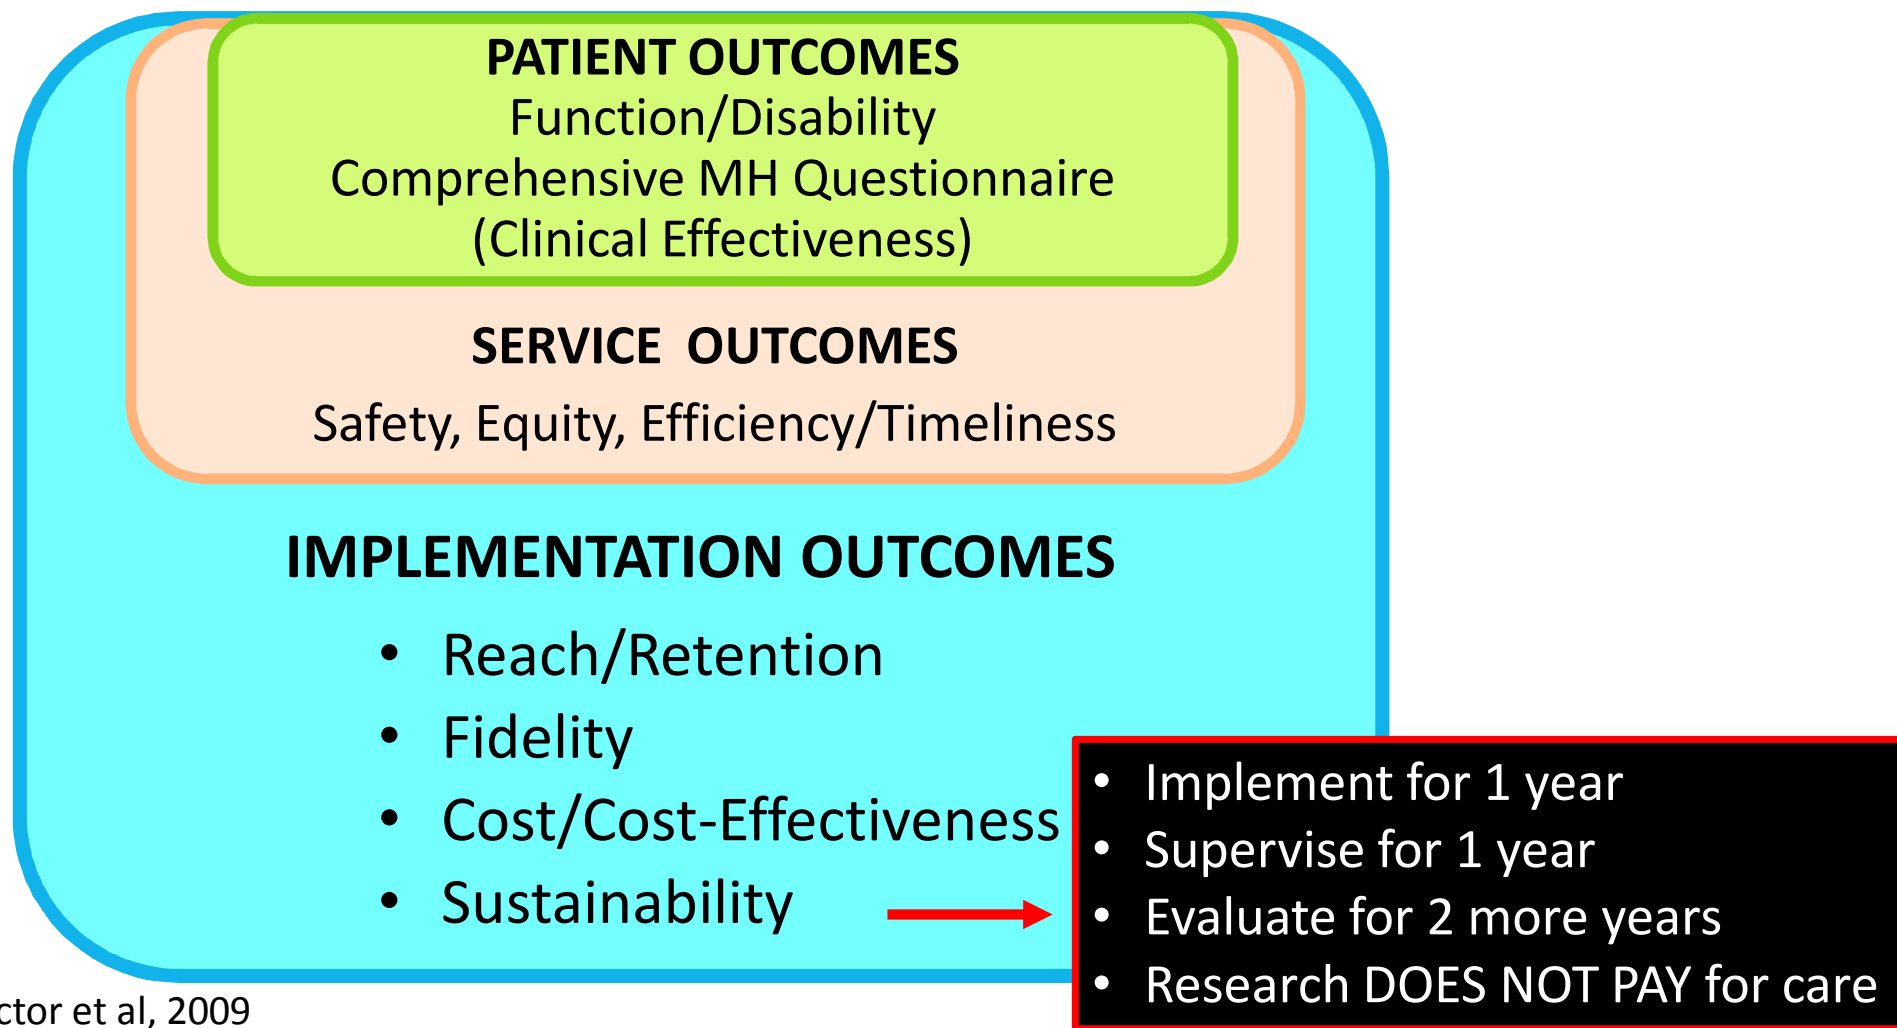 PATIENT OUTCOMES
Function/Disability
Comprehensive MH Questionnaire
(Clinical Effectiveness)
SERVICE OUTCOMES
Safety, Equity, Efficiency/Timeliness
IMPLEMENTATION OUTCOMES
• Reach/Retention
• Fidelity
• Cost/Cost-Effectiveness
• Sustainability
• Implement for 1 year
• Supervise for 1 year
• Evaluate for 2 more years
• Research DOES NOT PAY for care
ctor et al, 2009